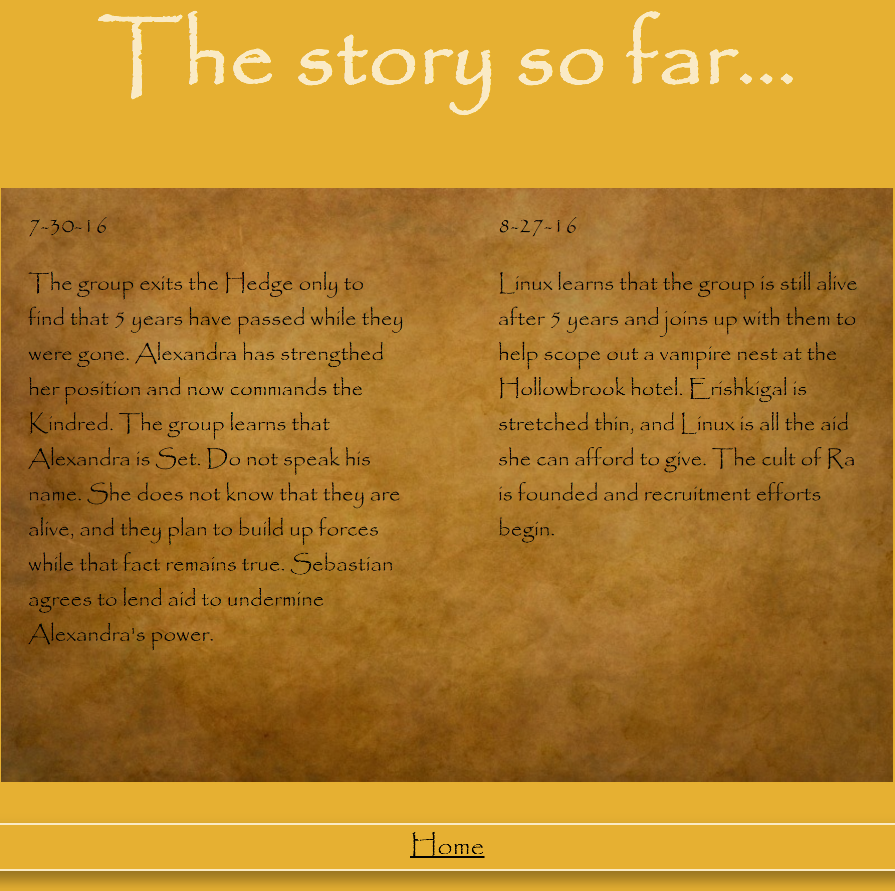 The story so far...
7-30-16
The group exits the Hedge only to
find that 5 years have passed while they
were gone. Alexandra has strengthed
her position and now commands the
Kindred. The group learns that
Alexandra is Set. Do not speak his
name. She does not know that they are
alive, and they plan to build up forces
while that fact remains true. Sebastian
agrees to lend aid to undermine
Alexandra's power.
8-27-16
Linux learns that the group is still alive
after 5 years and joins up with them to
help scope out a vampire nest at the
Hollowbrook hotel. Erishkigal is
stretched thin, and Linux is all the aid
she can afford to give. The cult of Ra
is founded and recruitment efforts
begin.
Home